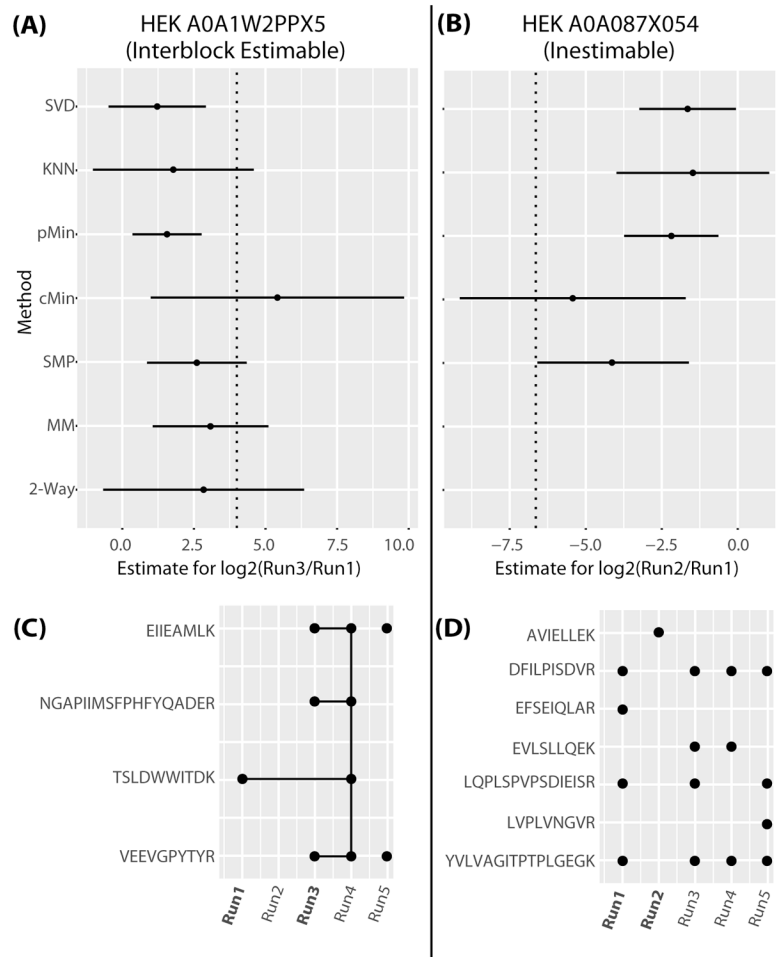 (A)
HEK A0A1W2PPX5
(Interblock Estimable)
Method
SVD
KNN
pMin
cMin
SMP
MM
2-Way
0.0 2.5 5.0 7.5 10.0
Estimate for log2(Run3/Run1)
(B)
HEK A0A087X054
(Inestimable)
−7.5 −5.0 −2.5 0.0
Estimate for log2(Run2/Run1)
(C)
EIIEAMLK
NGAPIIMSFPHFYQADER
TSLDWWITDK
VEEVGPYTYR
Run1 Run2 Run3 Run4 Run5
(D)
AVIELLEK
DFILPISDVR
EFSEIQLAR
EVLSLLQEK
LQPLSPVPSDIEISR
LVPLVNGVR
YVLVAGITPTPLGEGK
Run1 Run2 Run3 Run4 Run5